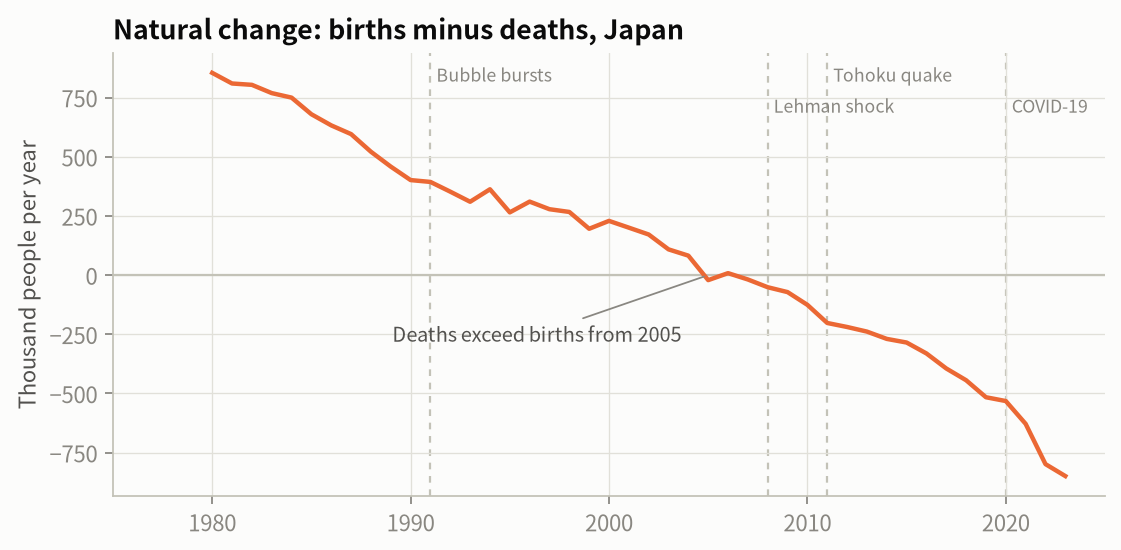 Natural change: births minus deaths, Japan
Thousand people per year
750
500
250
0
−250
−500
−750
Bubble bursts
Tohoku quake
Lehman shock
COVID-19
Deaths exceed births from 2005
1980
1990
2000
2010
2020